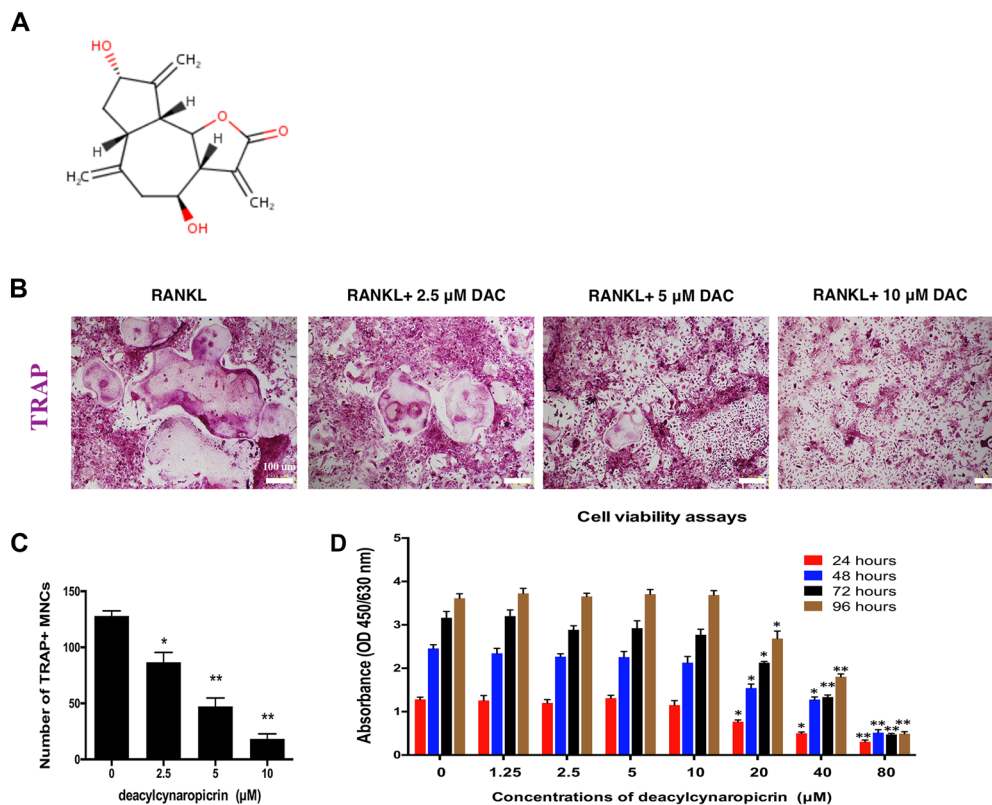 A
HO
CH₂
H
O
O
H
H
H₂C
CH₂
OH
B
RANKL
RANKL+ 2.5 µM DAC
RANKL+ 5 µM DAC
RANKL+ 10 µM DAC
TRAP
100 um
C
Number of TRAP+ MNCs
150
100
50
0
*
**
**
0
2.5
5
10
deacylcynaropicrin (µM)
D
Cell viability assays
Absorbance (OD 450/630 nm)
5
4
3
2
1
0
24 hours
48 hours
72 hours
96 hours
* * * *
* * ** **
** ** ** **
0
1.25
2.5
5
10
20
40
80
Concentrations of deacylcynaropicrin (µM)